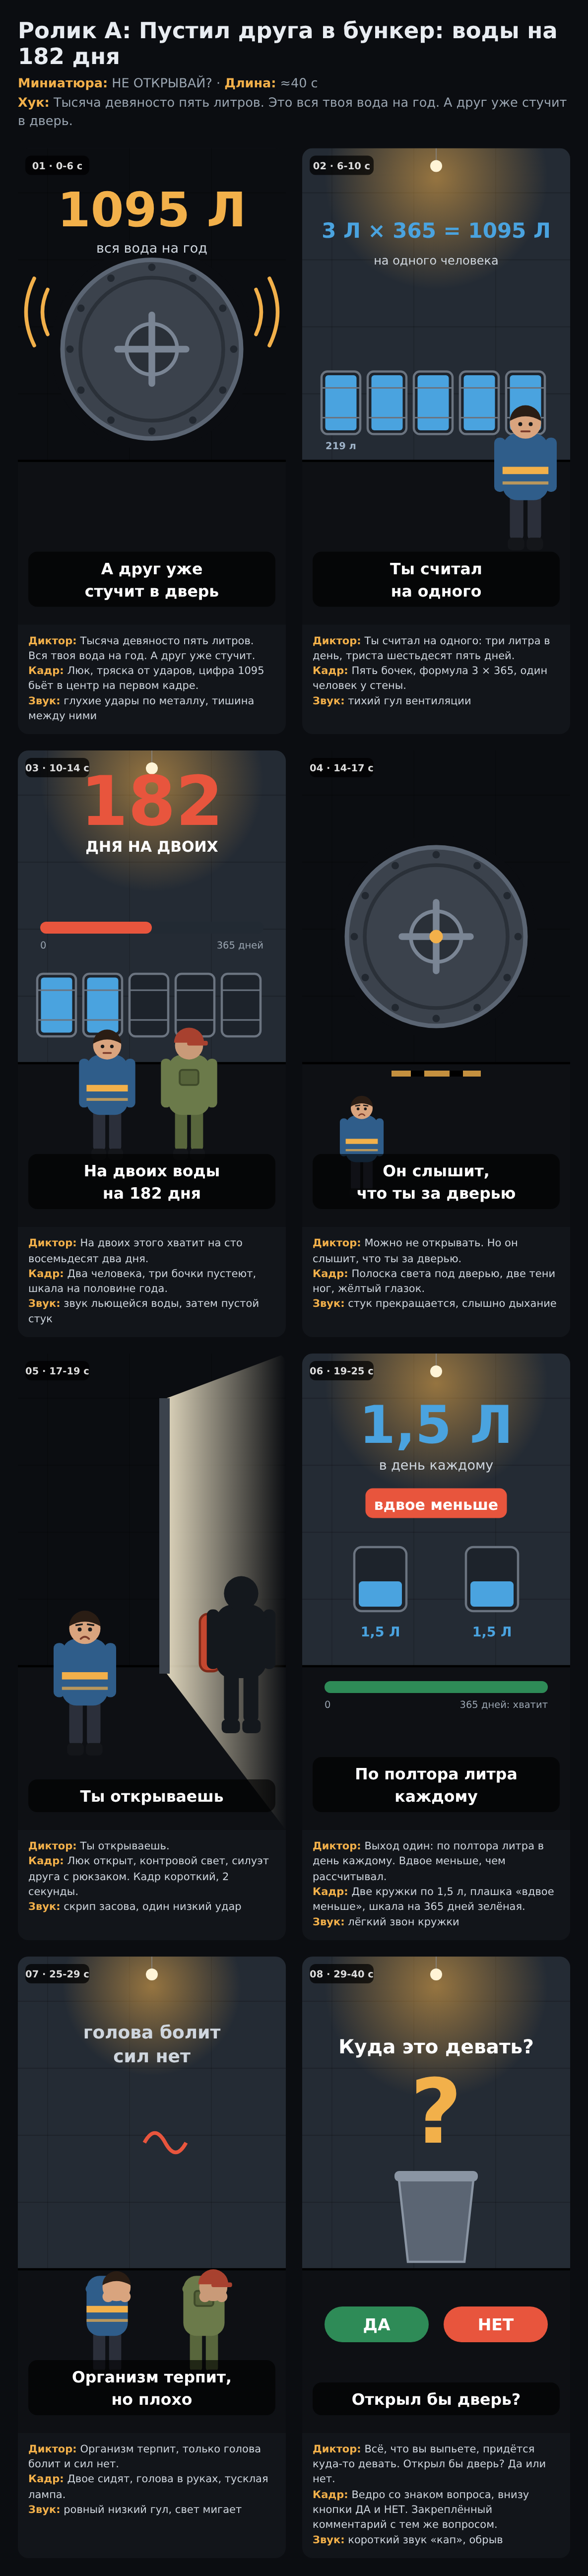 Ролик А: Пустил друга в бункер: воды на
182 дня
Миниатюра: НЕ ОТКРЫВАЙ? · Длина: ≈40 с
Хук: Тысяча девяносто пять литров. Это вся твоя вода на год. А друг уже стучит
в дверь.
01 · 0-6 с
1095 Л
вся вода на год
А друг уже
стучит в дверь
Диктор: Тысяча девяносто пять литров.
Вся твоя вода на год. А друг уже стучит.
Кадр: Люк, тряска от ударов, цифра 1095
бьёт в центр на первом кадре.
Звук: глухие удары по металлу, тишина
между ними
02 · 6-10 с
3 Л × 365 = 1095 Л
на одного человека
219 л
Ты считал
на одного
Диктор: Ты считал на одного: три литра в
день, триста шестьдесят пять дней.
Кадр: Пять бочек, формула 3 × 365, один
человек у стены.
Звук: тихий гул вентиляции
03 · 10-14 с
182
ДНЯ НА ДВОИХ
0
365 дней
На двоих воды
на 182 дня
Диктор: На двоих этого хватит на сто
восемьдесят два дня.
Кадр: Два человека, три бочки пустеют,
шкала на половине года.
Звук: звук льющейся воды, затем пустой
стук
04 · 14-17 с
Он слышит,
что ты за дверью
Диктор: Можно не открывать. Но он
слышит, что ты за дверью.
Кадр: Полоска света под дверью, две тени
ног, жёлтый глазок.
Звук: стук прекращается, слышно дыхание
05 · 17-19 с
Ты открываешь
Диктор: Ты открываешь.
Кадр: Люк открыт, контровой свет, силуэт
друга с рюкзаком. Кадр короткий, 2
секунды.
Звук: скрип засова, один низкий удар
06 · 19-25 с
1,5 Л
в день каждому
вдвое меньше
1,5 Л
1,5 Л
0
365 дней: хватит
По полтора литра
каждому
Диктор: Выход один: по полтора литра в
день каждому. Вдвое меньше, чем
рассчитывал.
Кадр: Две кружки по 1,5 л, плашка «вдвое
меньше», шкала на 365 дней зелёная.
Звук: лёгкий звон кружки
07 · 25-29 с
голова болит
сил нет
Организм терпит,
но плохо
Диктор: Организм терпит, только голова
болит и сил нет.
Кадр: Двое сидят, голова в руках, тусклая
лампа.
Звук: ровный низкий гул, свет мигает
08 · 29-40 с
Куда это девать?
?
ДА
НЕТ
Открыл бы дверь?
Диктор: Всё, что вы выпьете, придётся
куда-то девать. Открыл бы дверь? Да или
нет.
Кадр: Ведро со знаком вопроса, внизу
кнопки ДА и НЕТ. Закреплённый
комментарий с тем же вопросом.
Звук: короткий звук «кап», обрыв